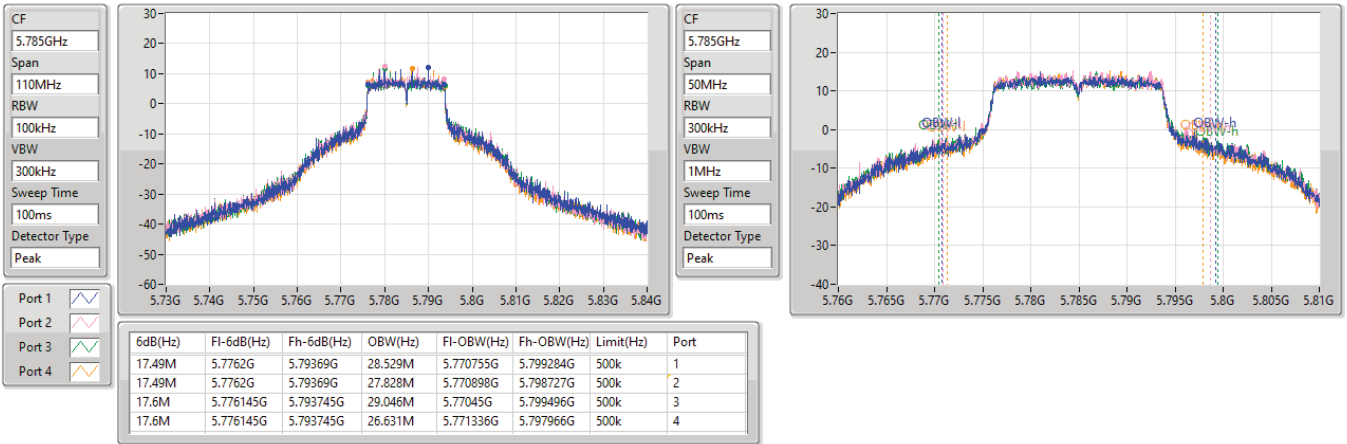 CF
5.785GHz
Span
110MHz
RBW
100kHz
VBW
300kHz
Sweep Time
100ms
Detector Type
Peak
30-
20-
10-
0-
-10-
-20-
-30-
-40-
-50-
-60-
5.73G 5.74G 5.75G 5.76G 5.77G 5.78G 5.79G 5.8G 5.81G 5.82G 5.83G 5.84G
CF
5.785GHz
Span
50MHz
RBW
300kHz
VBW
1MHz
Sweep Time
100ms
Detector Type
Peak
30-
20-
10-
0-
-10-
-20-
-30-
-40-
OBW-l
OBW-h
OBW-h
5.76G 5.765G 5.77G 5.775G 5.78G 5.785G 5.79G 5.795G 5.8G 5.805G 5.81G
Port 1
Port 2
Port 3
Port 4
6dB(Hz) Fl-6dB(Hz) Fh-6dB(Hz) OBW(Hz) Fl-OBW(Hz) Fh-OBW(Hz) Limit(Hz) Port
17.49M 5.7762G 5.79369G 28.529M 5.770755G 5.799284G 500k 1
17.49M 5.7762G 5.79369G 27.828M 5.770898G 5.798727G 500k 2
17.6M 5.776145G 5.793745G 29.046M 5.77045G 5.799496G 500k 3
17.6M 5.776145G 5.793745G 26.631M 5.771336G 5.797966G 500k 4